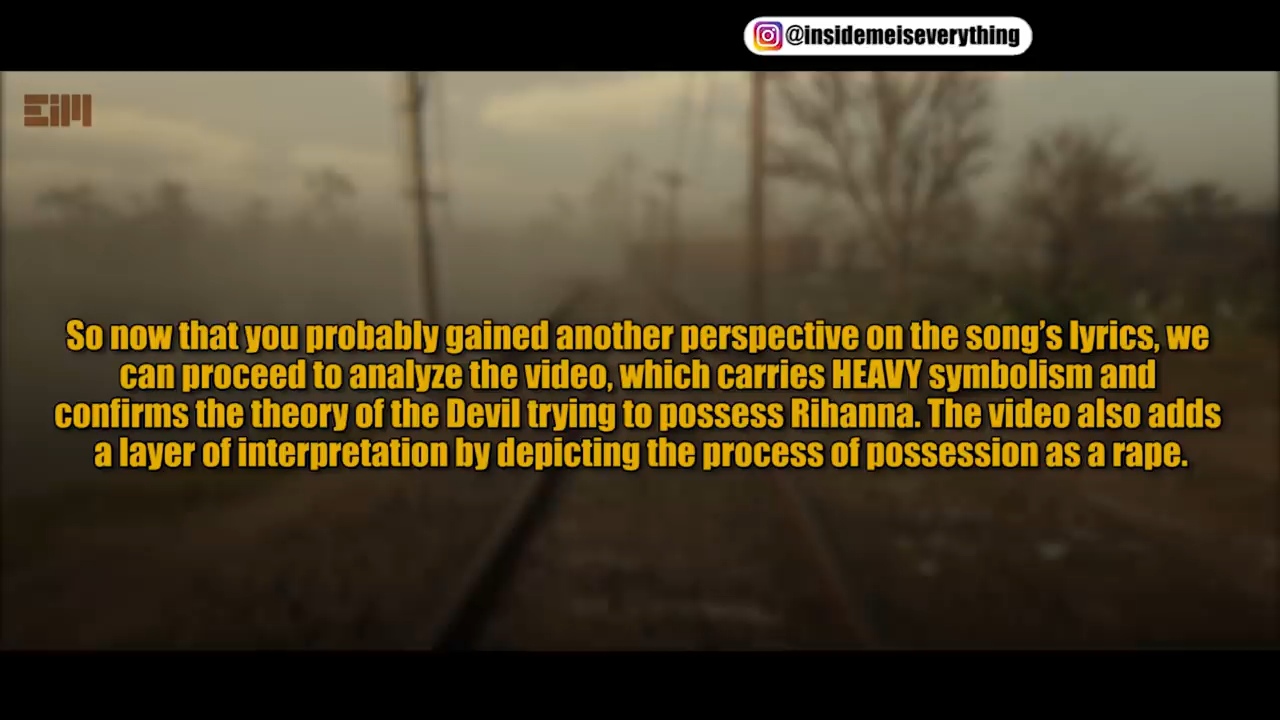 @insidemeiseverything
EIM
So now that you probably gained another perspective on the song’s lyrics, we
can proceed to analyze the video, which carries HEAVY symbolism and
confirms the theory of the Devil trying to possess Rihanna. The video also adds
a layer of interpretation by depicting the process of possession as a rape.